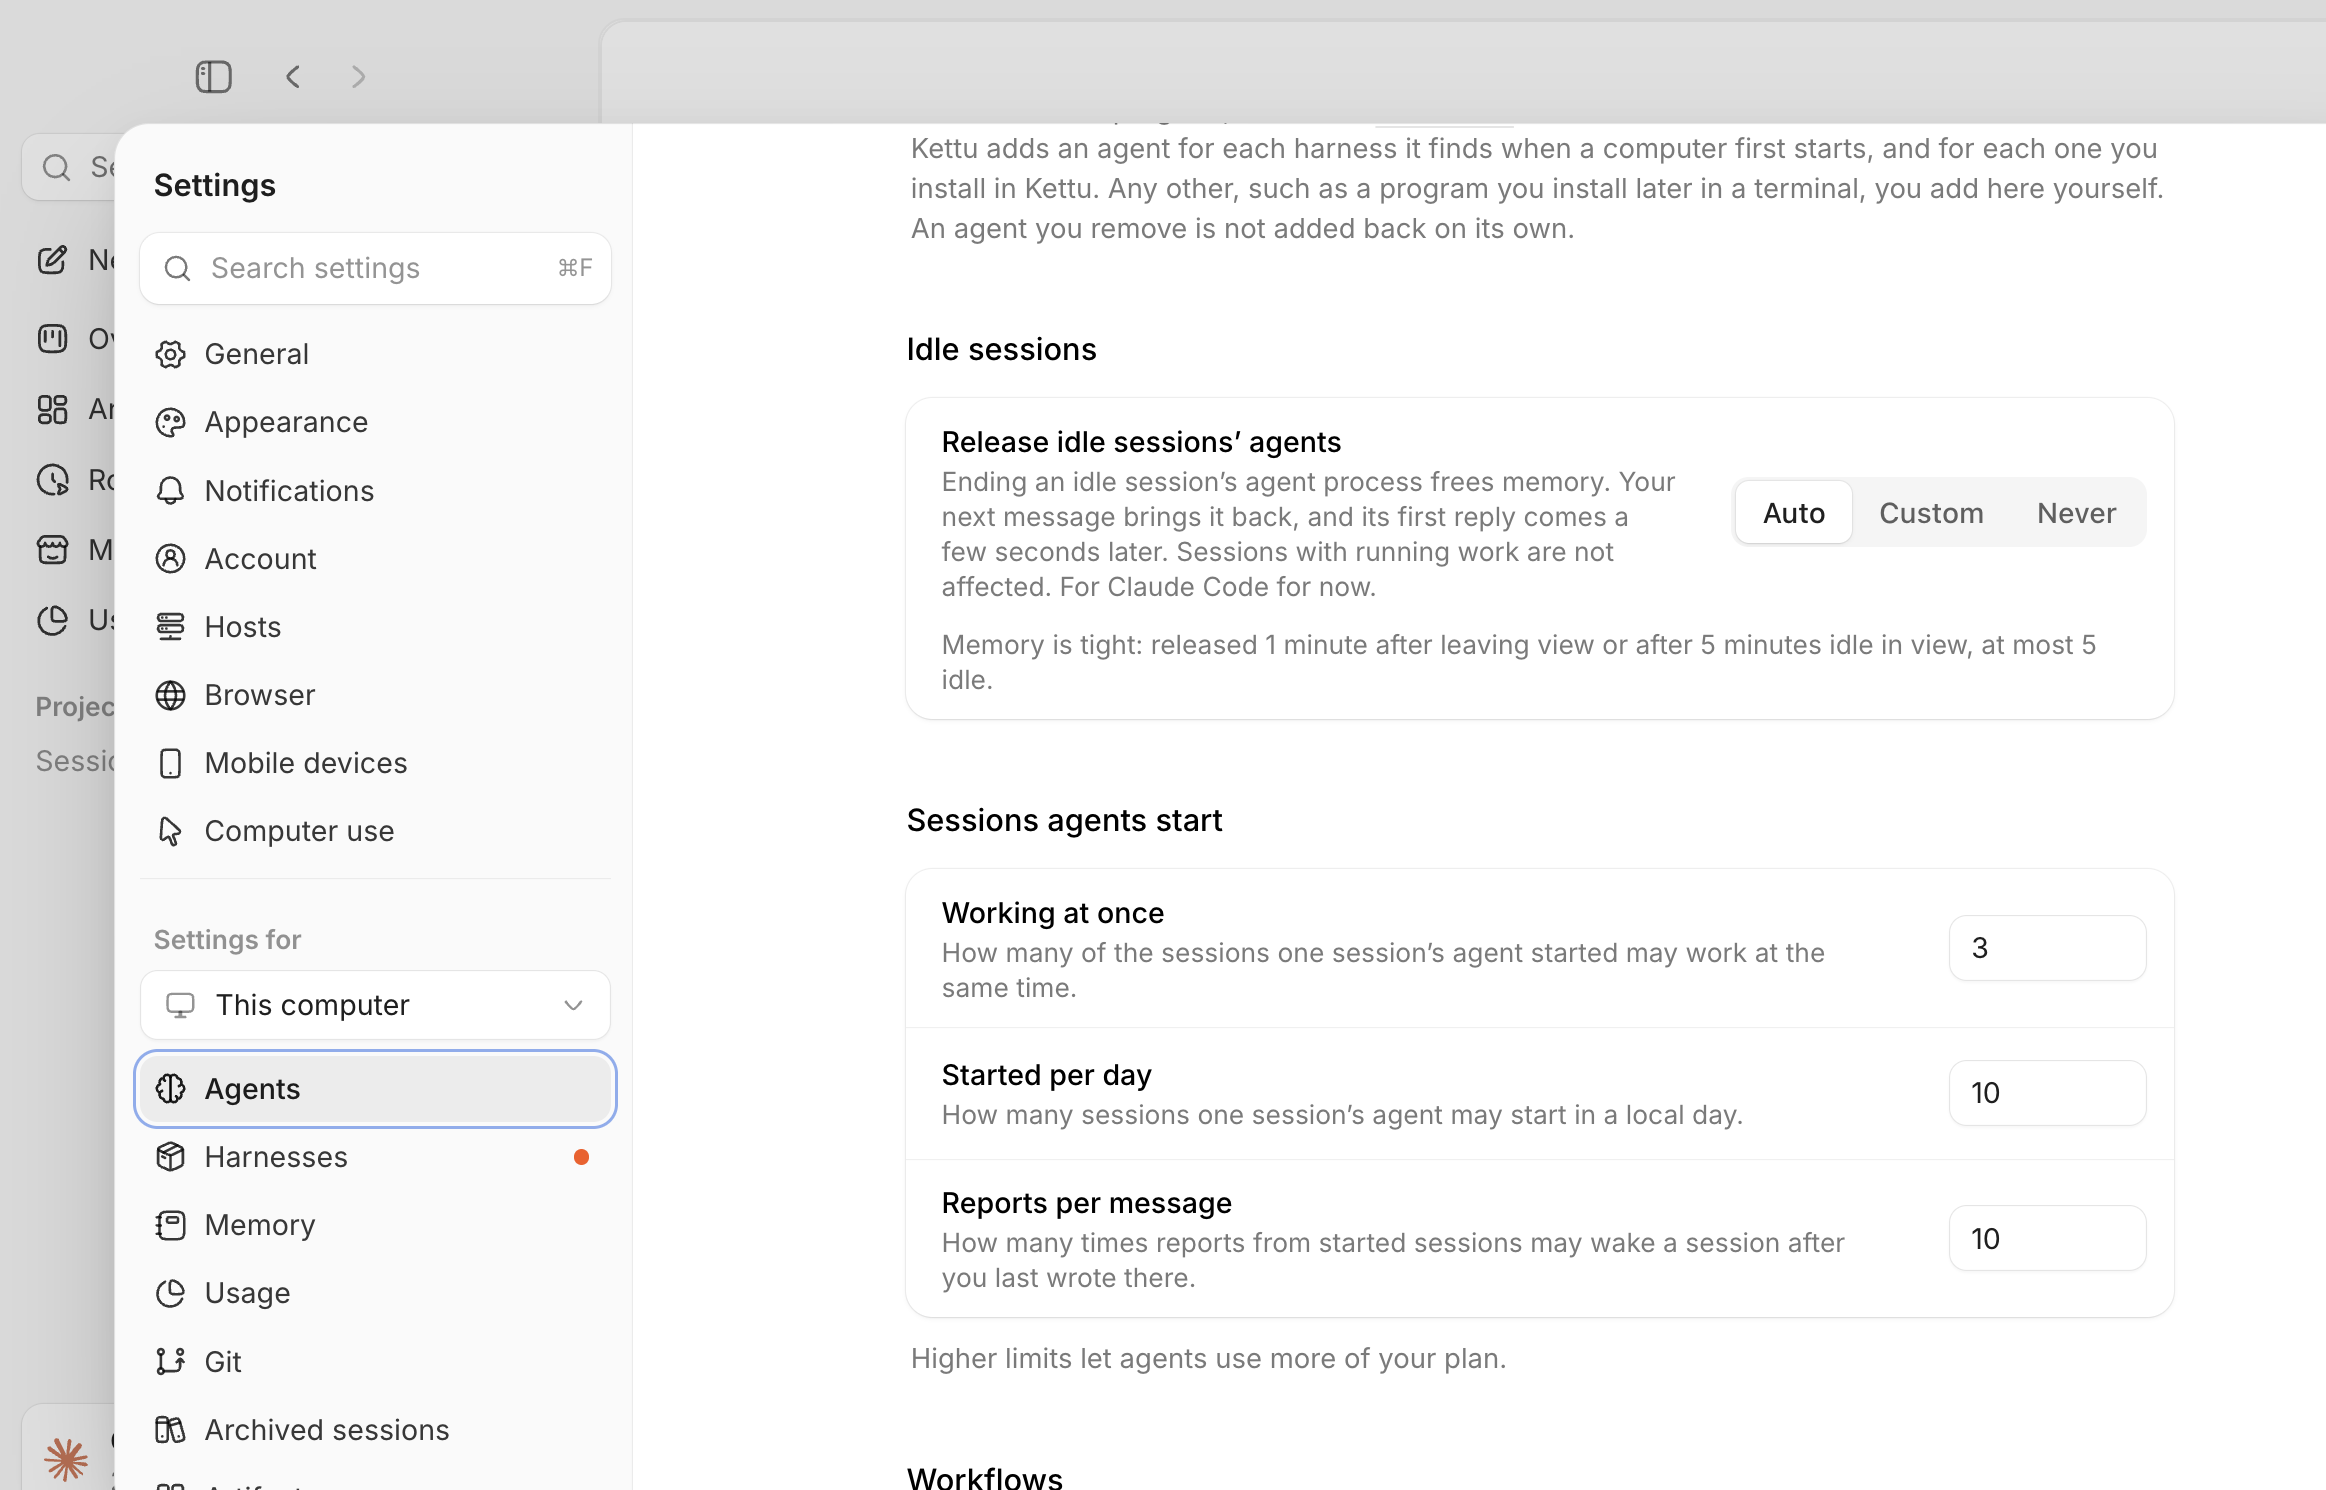 Settings
Search settings ⌘F
General
Appearance
Notifications
Account
Hosts
Browser
Mobile devices
Computer use
Settings for
This computer
Agents
Harnesses
Memory
Usage
Git
Archived sessions
Kettu adds an agent for each harness it finds when a computer first starts, and for each one you
install in Kettu. Any other, such as a program you install later in a terminal, you add here yourself.
An agent you remove is not added back on its own.
Idle sessions
Release idle sessions’ agents
Ending an idle session’s agent process frees memory. Your
next message brings it back, and its first reply comes a
few seconds later. Sessions with running work are not
affected. For Claude Code for now.
Auto Custom Never
Memory is tight: released 1 minute after leaving view or after 5 minutes idle in view, at most 5
idle.
Sessions agents start
Working at once
How many of the sessions one session’s agent started may work at the
same time.
3
Started per day
How many sessions one session’s agent may start in a local day.
10
Reports per message
How many times reports from started sessions may wake a session after
you last wrote there.
10
Higher limits let agents use more of your plan.
Workflows